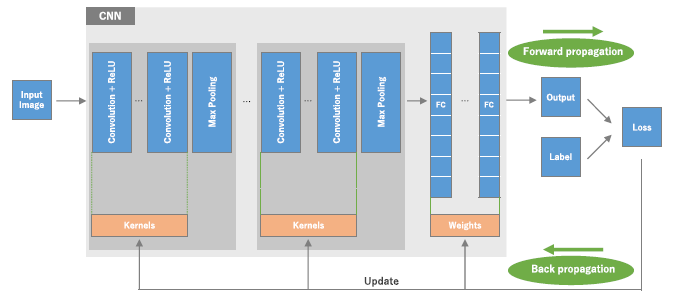 CNN
Forward propagation
Input
Image
Convolution + ReLU
...
Convolution + ReLU
Max Pooling
...
Convolution + ReLU
...
Convolution + ReLU
Max Pooling
FC
...
FC
Output
Label
Loss
Kernels
Kernels
Weights
Back propagation
Update